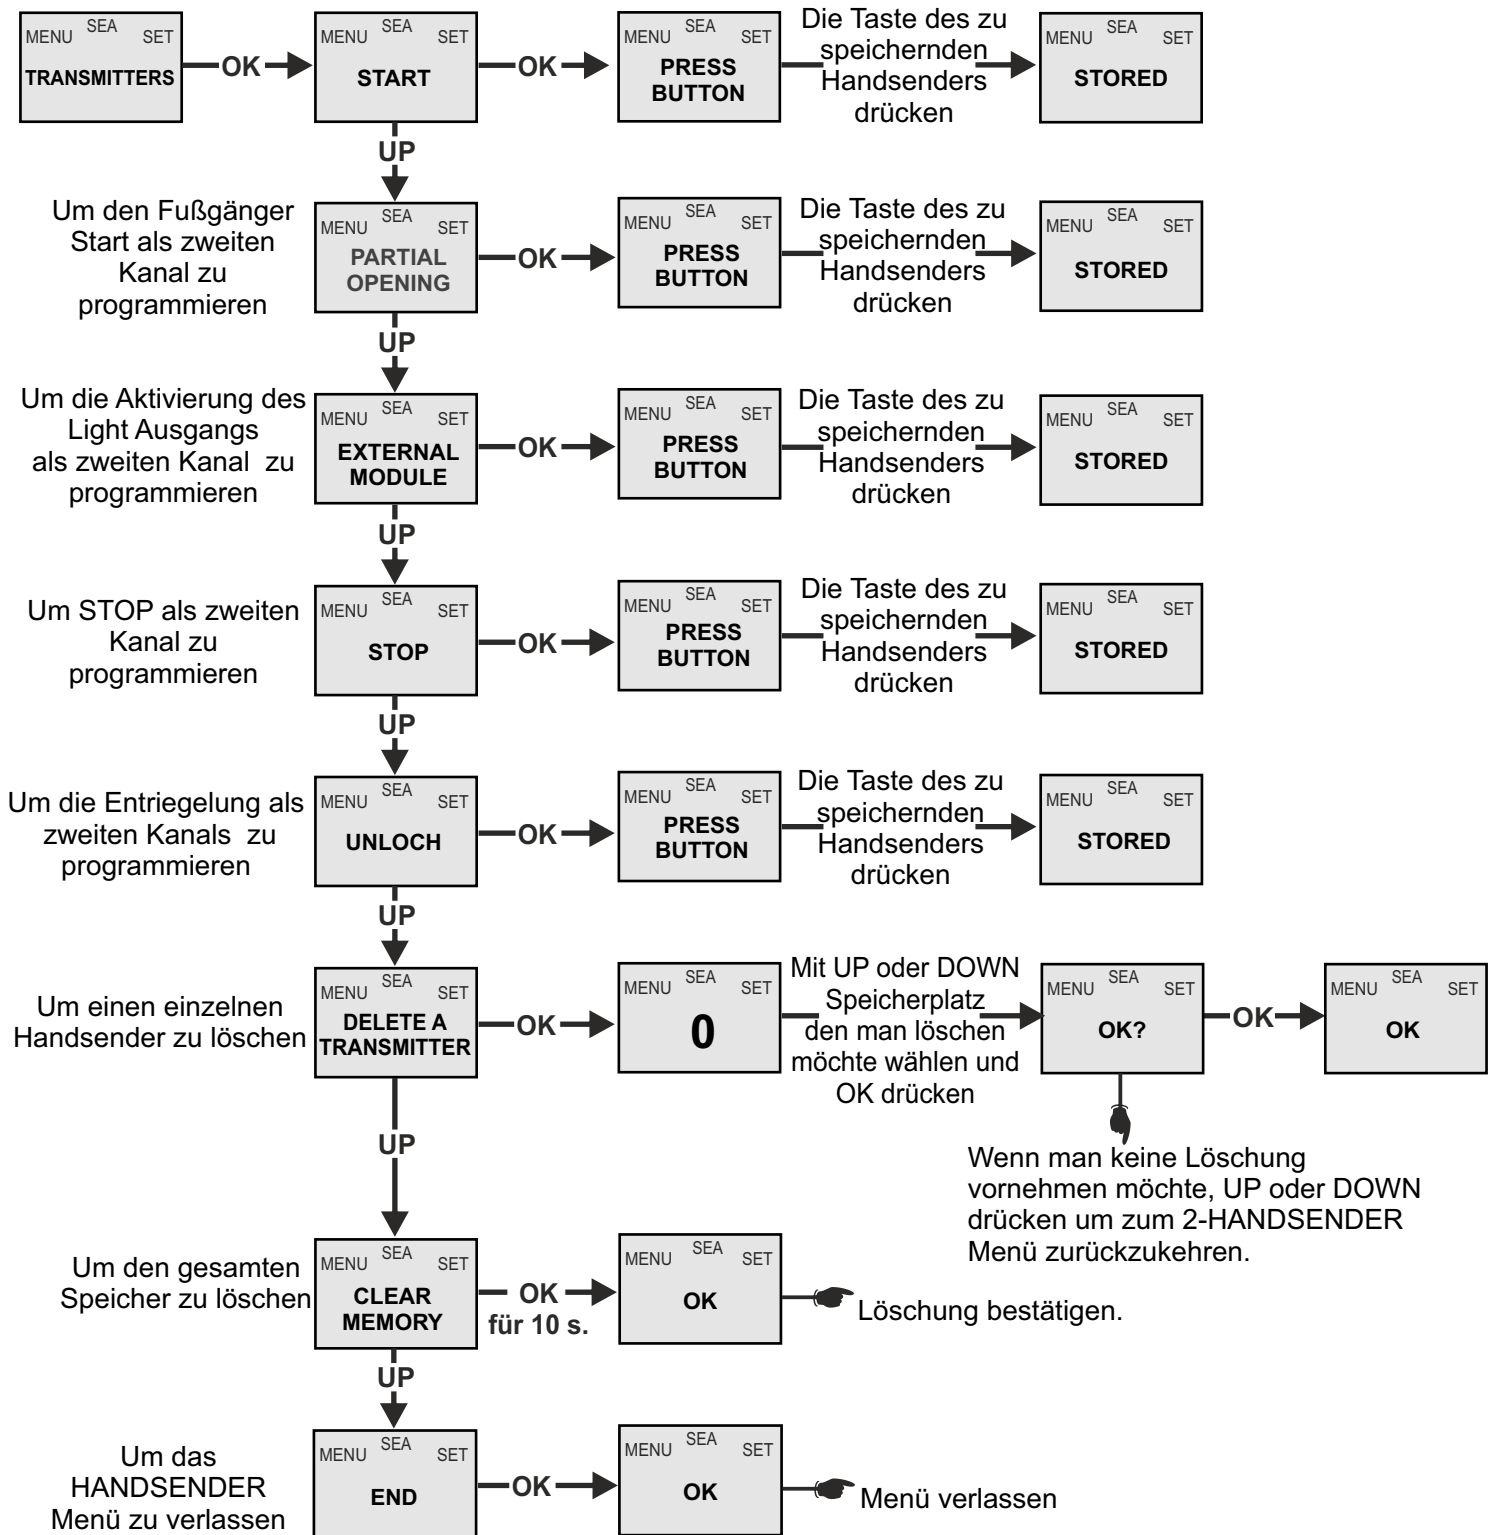 MENU SEA SET
TRANSMITTERS
OK
MENU SEA SET
START
OK
MENU SEA SET
PRESS
BUTTON
Die Taste des zu
speichernden
Handsenders
drücken
MENU SEA SET
STORED
UP
Um den Fußgänger
Start als zweiten
Kanal zu
programmieren
MENU SEA SET
PARTIAL
OPENING
OK
MENU SEA SET
PRESS
BUTTON
Die Taste des zu
speichernden
Handsenders
drücken
MENU SEA SET
STORED
UP
Um die Aktivierung des
Light Ausgangs
als zweiten Kanal zu
programmieren
MENU SEA SET
EXTERNAL
MODULE
OK
MENU SEA SET
PRESS
BUTTON
Die Taste des zu
speichernden
Handsenders
drücken
MENU SEA SET
STORED
UP
Um STOP als zweiten
Kanal zu
programmieren
MENU SEA SET
STOP
OK
MENU SEA SET
PRESS
BUTTON
Die Taste des zu
speichernden
Handsenders
drücken
MENU SEA SET
STORED
UP
Um die Entriegelung als
zweiten Kanals zu
programmieren
MENU SEA SET
UNLOCH
OK
MENU SEA SET
PRESS
BUTTON
Die Taste des zu
speichernden
Handsenders
drücken
MENU SEA SET
STORED
UP
Um einen einzelnen
Handsender zu löschen
MENU SEA SET
DELETE A
TRANSMITTER
OK
MENU SEA SET
0
Mit UP oder DOWN
Speicherplatz
den man löschen
möchte wählen und
OK drücken
MENU SEA SET
OK?
OK
MENU SEA SET
OK
Wenn man keine Löschung
vornehmen möchte, UP oder DOWN
drücken um zum 2-HANDSENDER
Menü zurückzukehren.
UP
Um den gesamten
Speicher zu löschen
MENU SEA SET
CLEAR
MEMORY
OK
für 10 s.
MENU SEA SET
OK
Löschung bestätigen.
UP
Um das
HANDSENDER
Menü zu verlassen
MENU SEA SET
END
OK
MENU SEA SET
OK
Menü verlassen